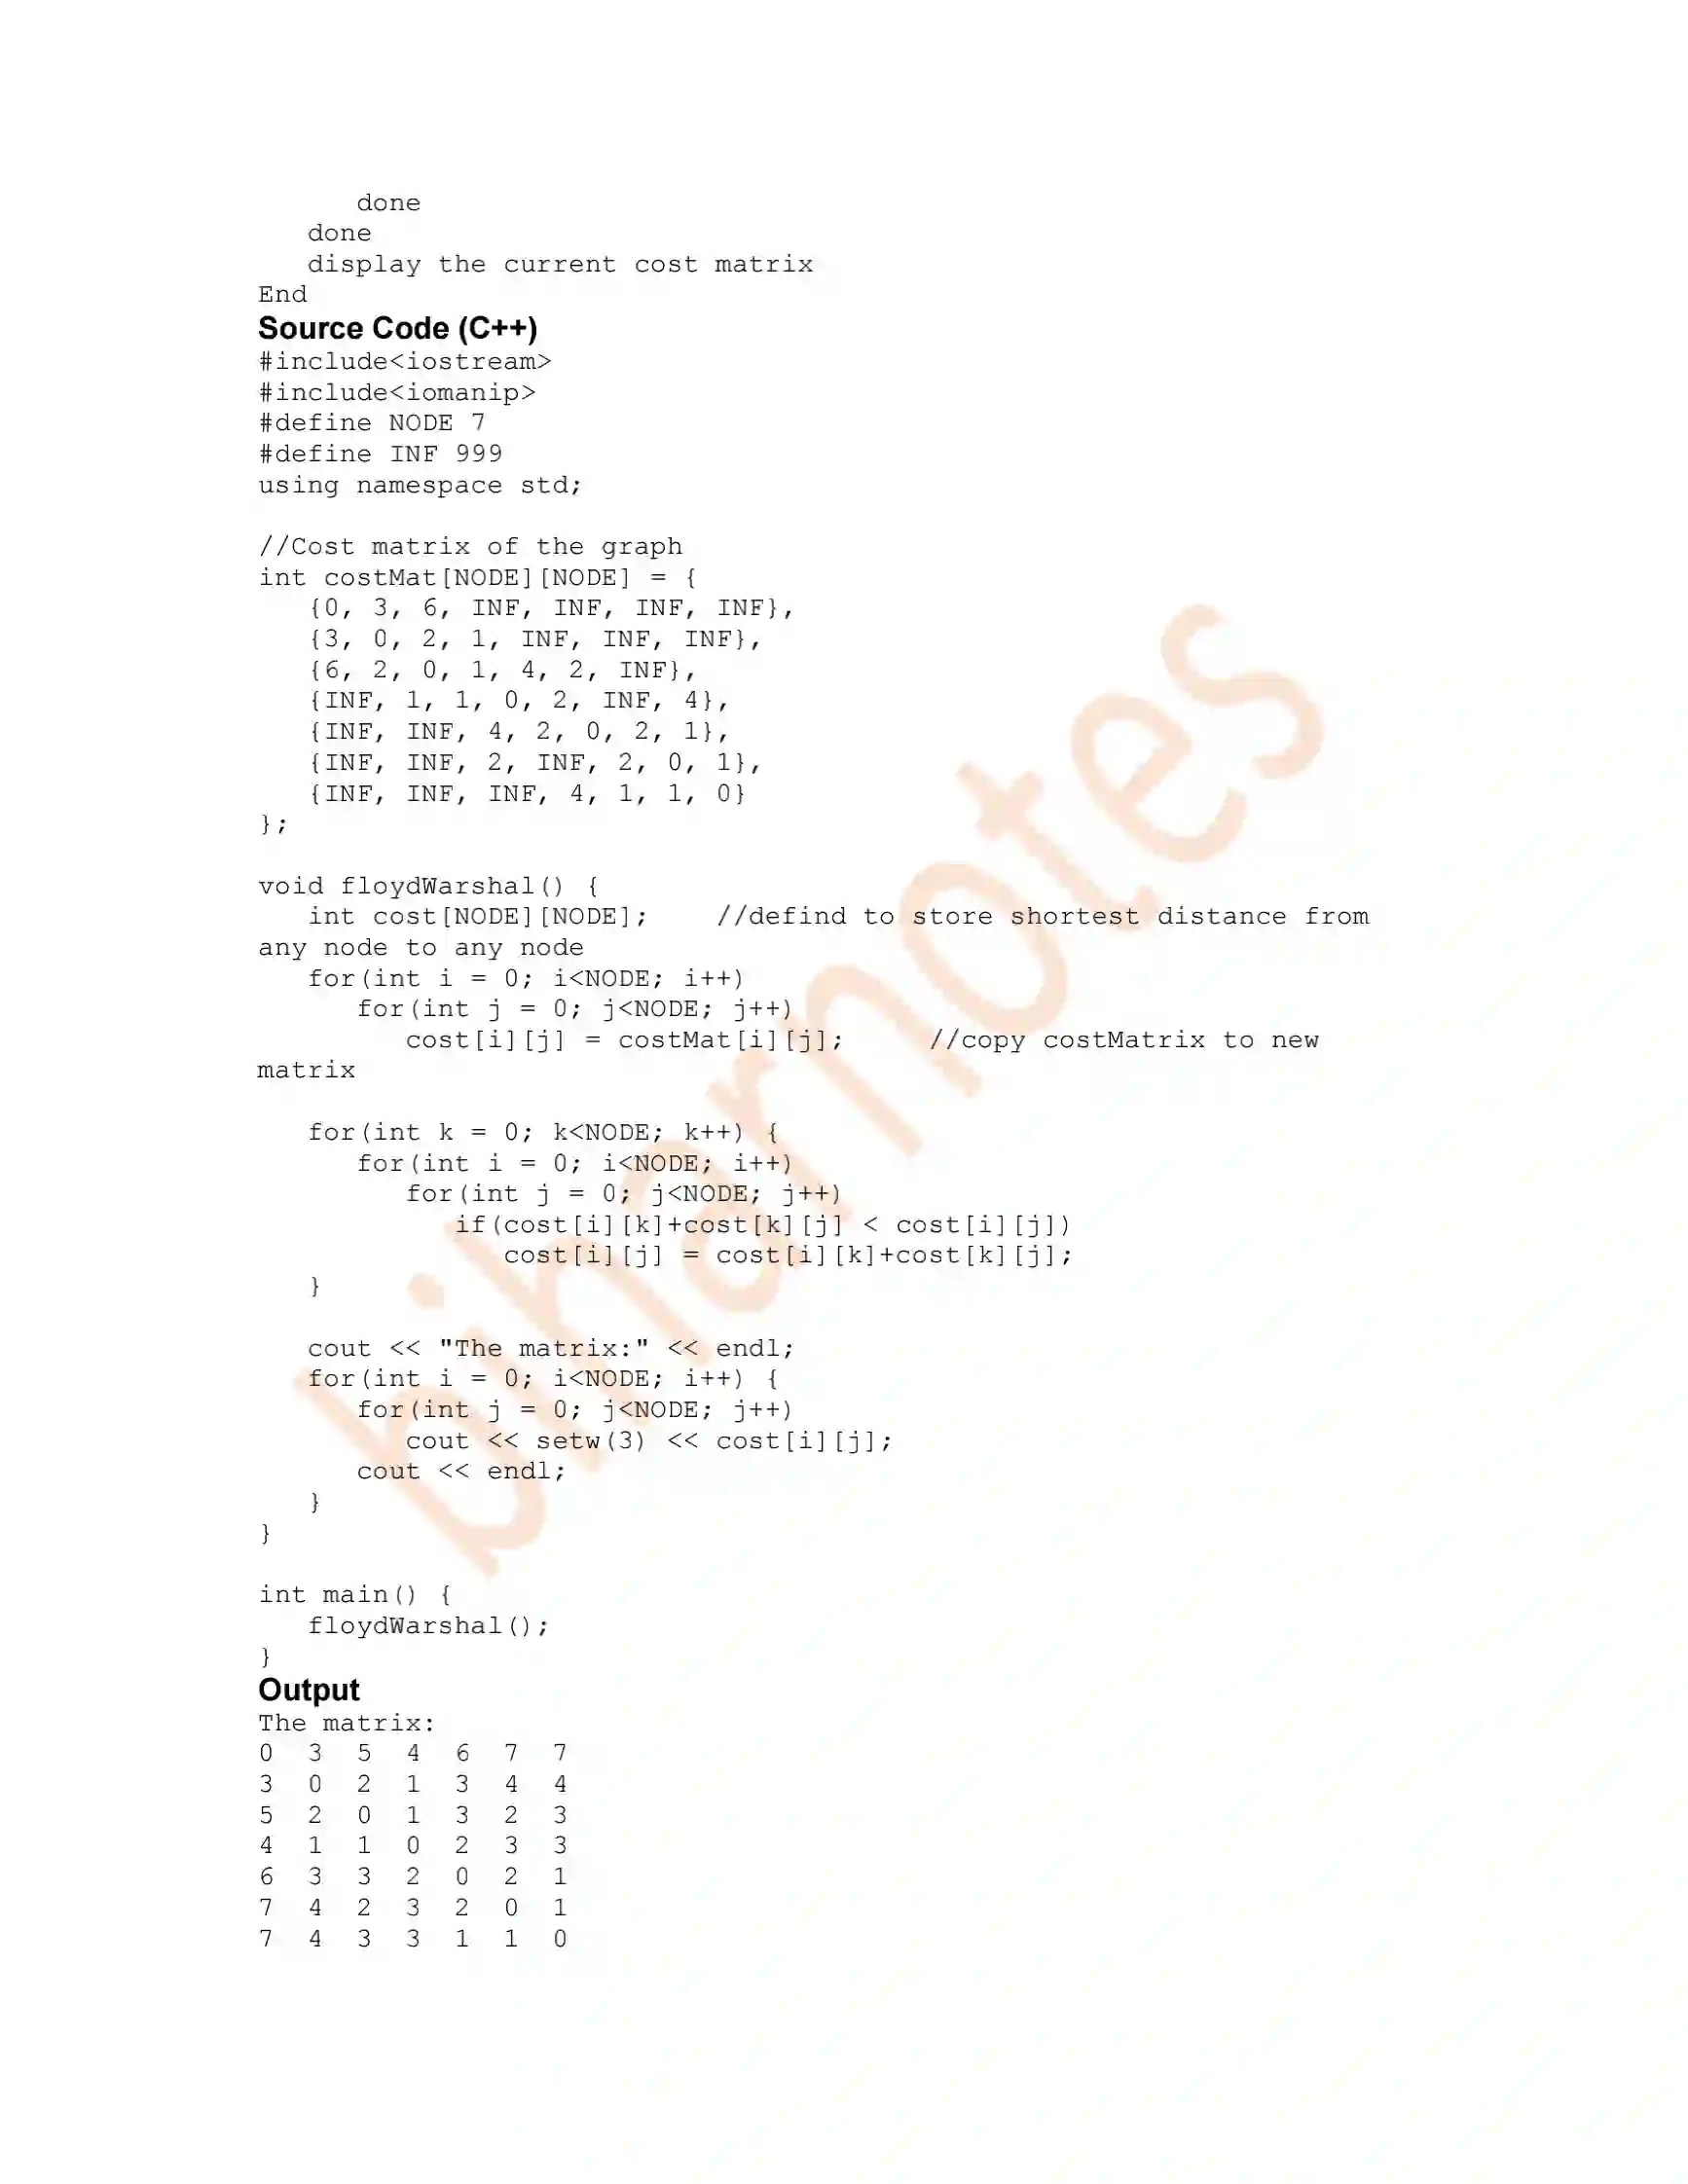 done
   done
   display the current cost matrix
End
Source Code (C++)
#include<iostream>
#include<iomanip>
#define NODE 7
#define INF 999
using namespace std;

//Cost matrix of the graph
int costMat[NODE][NODE] = {
   {0, 3, 6, INF, INF, INF, INF},
   {3, 0, 2, 1, INF, INF, INF},
   {6, 2, 0, 1, 4, 2, INF},
   {INF, 1, 1, 0, 2, INF, 4},
   {INF, INF, 4, 2, 0, 2, 1},
   {INF, INF, 2, INF, 2, 0, 1},
   {INF, INF, INF, 4, 1, 1, 0}
};

void floydWarshal() {
   int cost[NODE][NODE];    //defind to store shortest distance from
any node to any node
   for(int i = 0; i<NODE; i++)
      for(int j = 0; j<NODE; j++)
         cost[i][j] = costMat[i][j];     //copy costMatrix to new
matrix

   for(int k = 0; k<NODE; k++) {
      for(int i = 0; i<NODE; i++)
         for(int j = 0; j<NODE; j++)
            if(cost[i][k]+cost[k][j] < cost[i][j])
               cost[i][j] = cost[i][k]+cost[k][j];
   }

   cout << "The matrix:" << endl;
   for(int i = 0; i<NODE; i++) {
      for(int j = 0; j<NODE; j++)
         cout << setw(3) << cost[i][j];
      cout << endl;
   }
}

int main() {
   floydWarshal();
}
Output
The matrix:
0  3  5  4  6  7  7
3  0  2  1  3  4  4
5  2  0  1  3  2  3
4  1  1  0  2  3  3
6  3  3  2  0  2  1
7  4  2  3  2  0  1
7  4  3  3  1  1  0
biharnotes